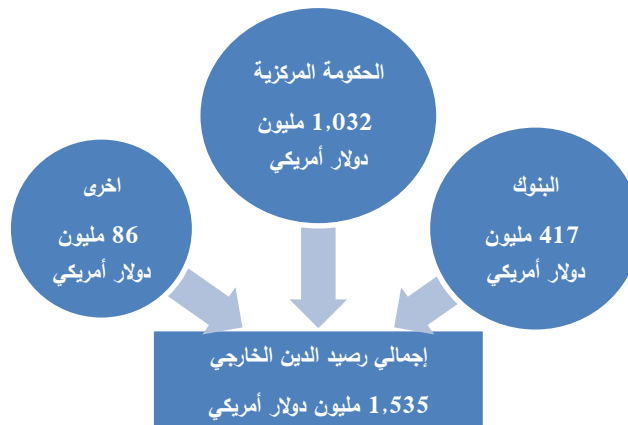 الحكومة المركزية
1,032 مليون
دولار أمريكي
البنوك
417 مليون
دولار أمريكي
اخرى
86 مليون
دولار أمريكي
إجمالي رصيد الدين الخارجي
1,535 مليون دولار أمريكي